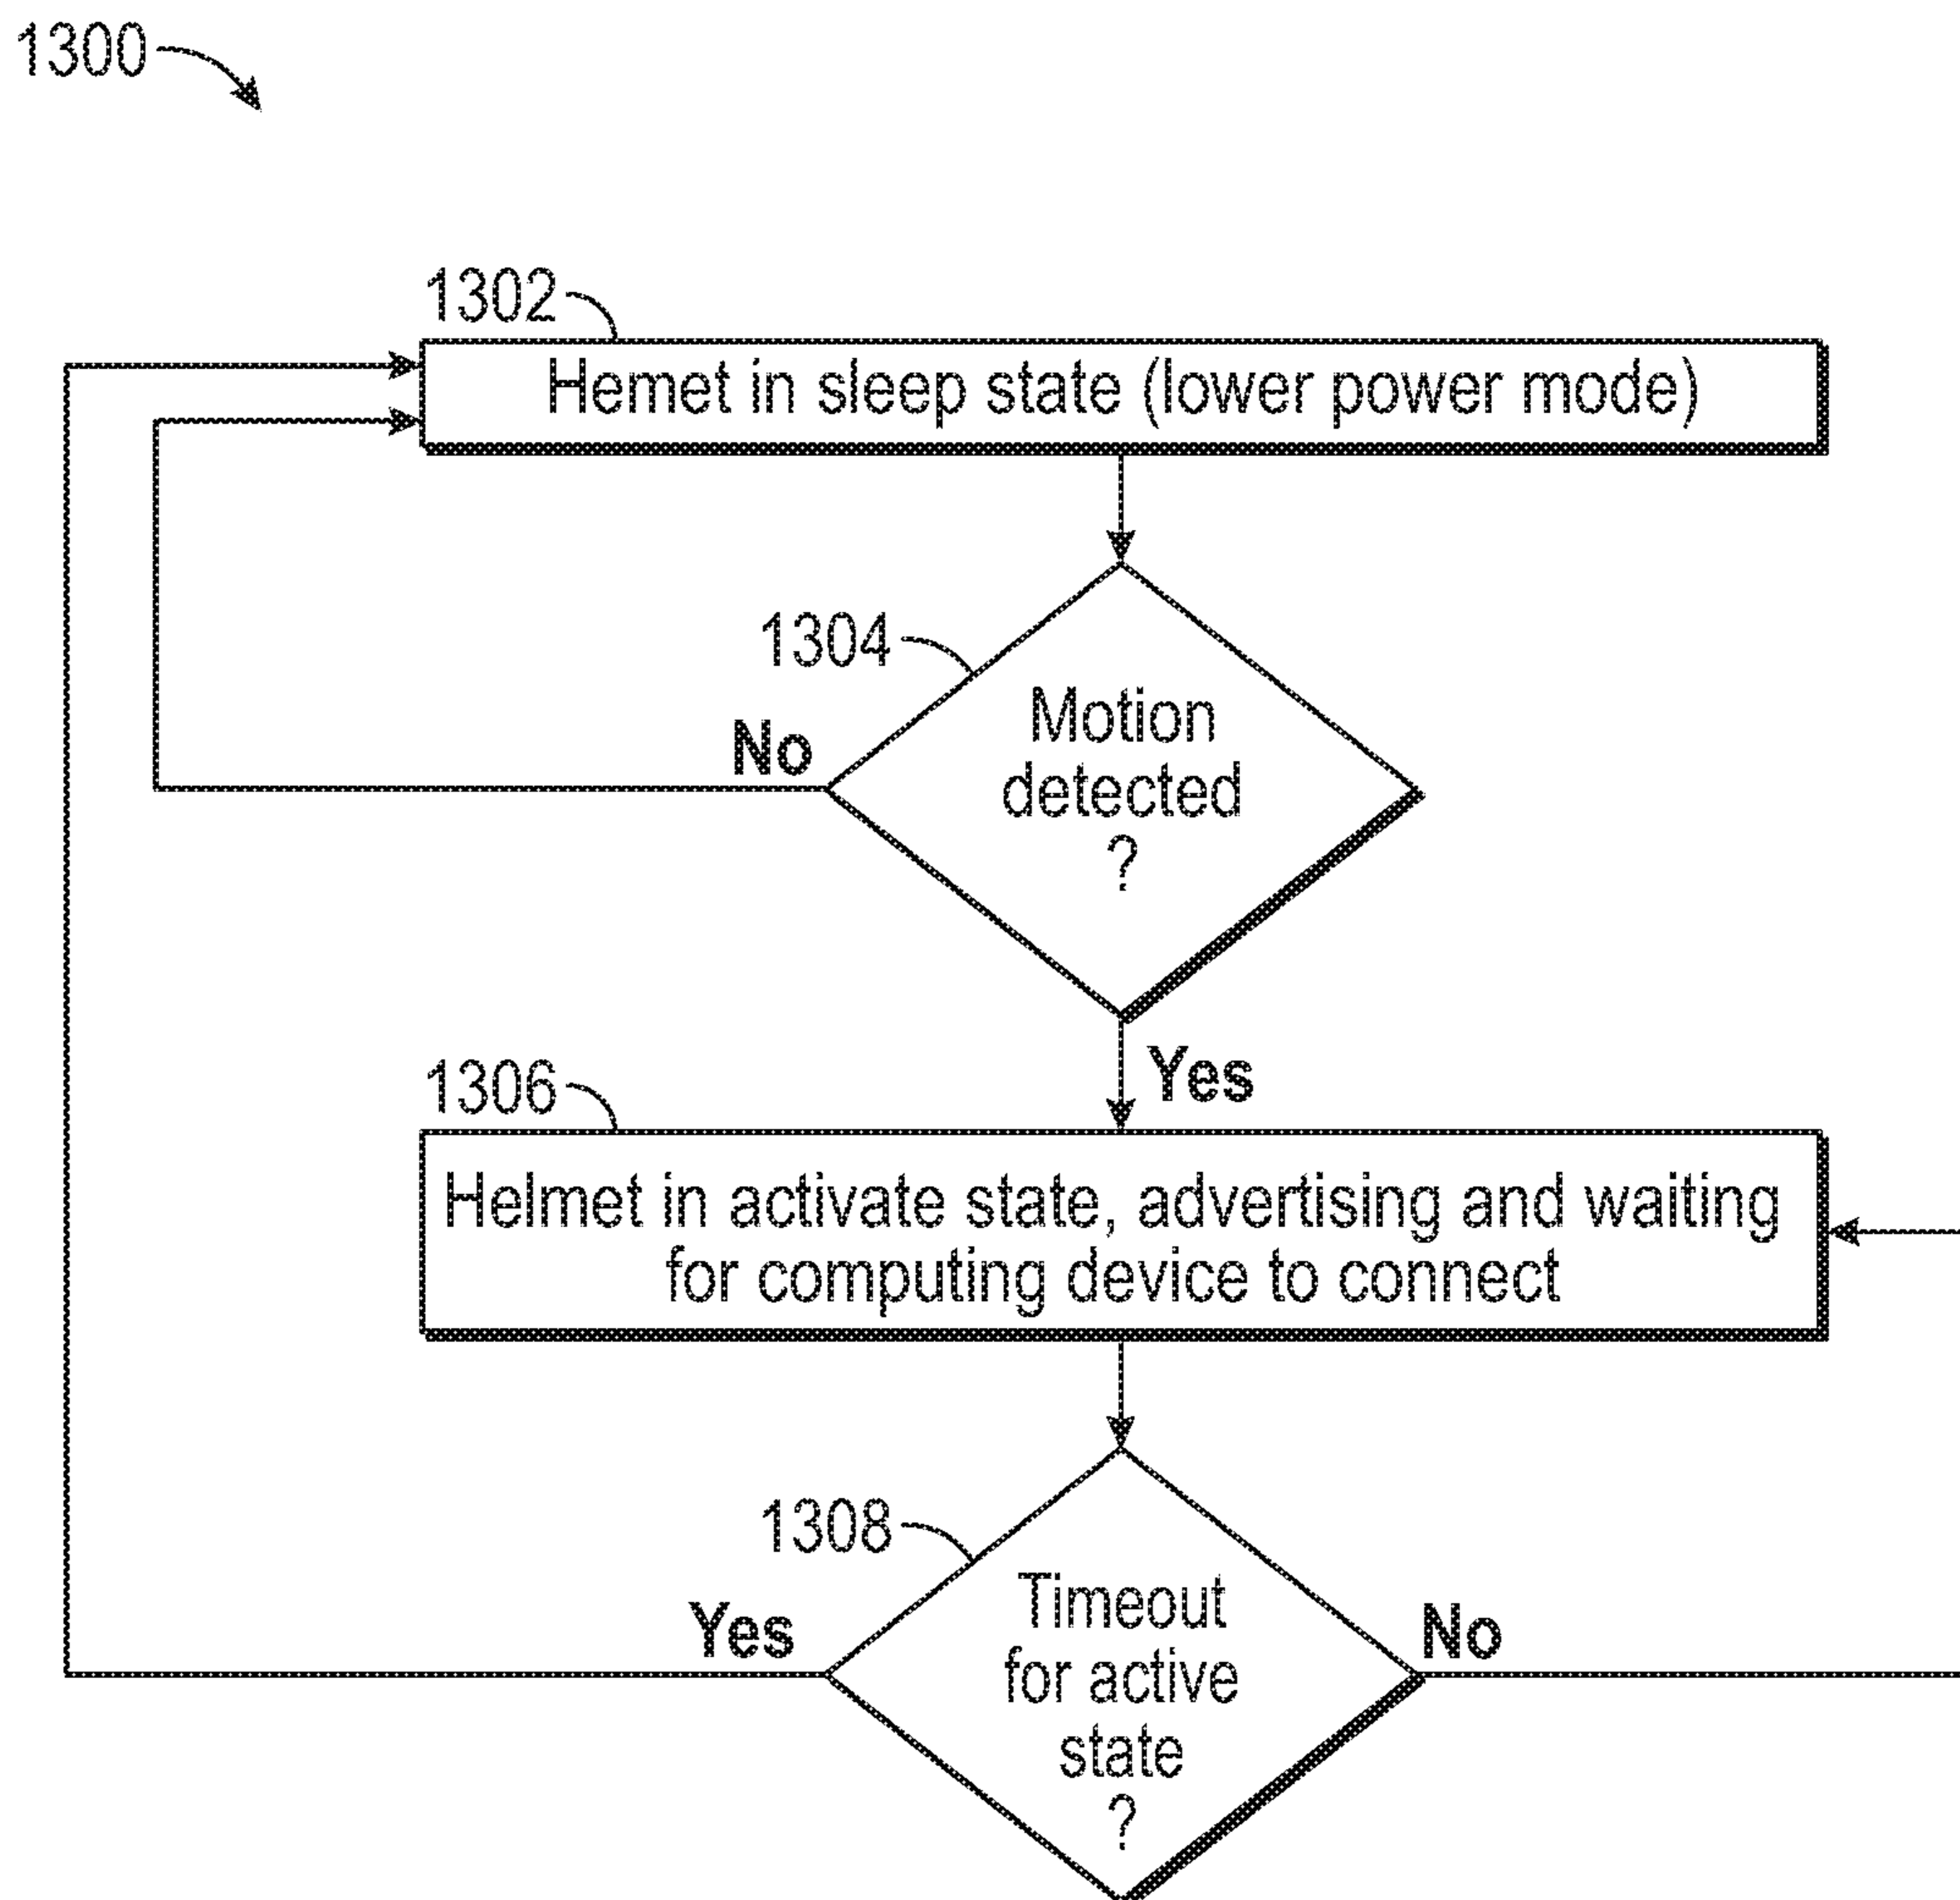 1300
1302
Hemet in sleep state (lower power mode)
1304
Motion
detected
?
No
Yes
1306
Helmet in activate state, advertising and waiting
for computing device to connect
1308
Timeout
for active
state
?
Yes
No